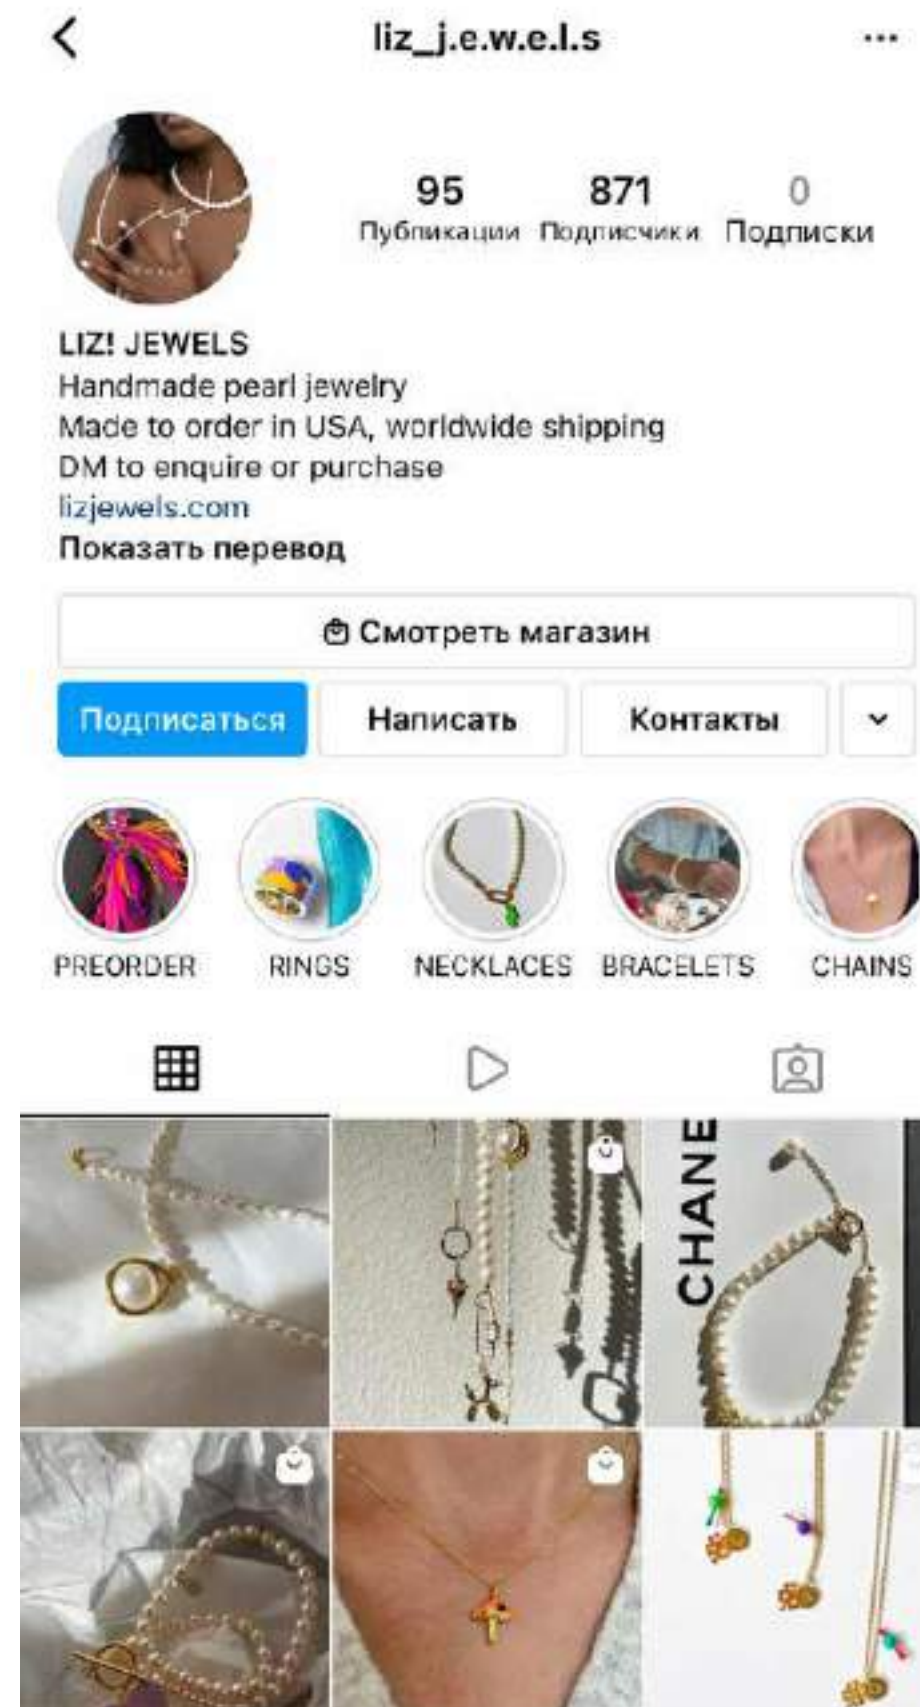 liz_j.e.w.e.l.s
95 871 0
Публикации Подписчики Подписки
LIZ! JEWELS
Handmade pearl jewelry
Made to order in USA, worldwide shipping
DM to enquire or purchase
lizjewels.com
Показать перевод
Смотреть магазин
Подписаться Написать Контакты
PREORDER RINGS NECKLACES BRACELETS CHAINS
CHANE